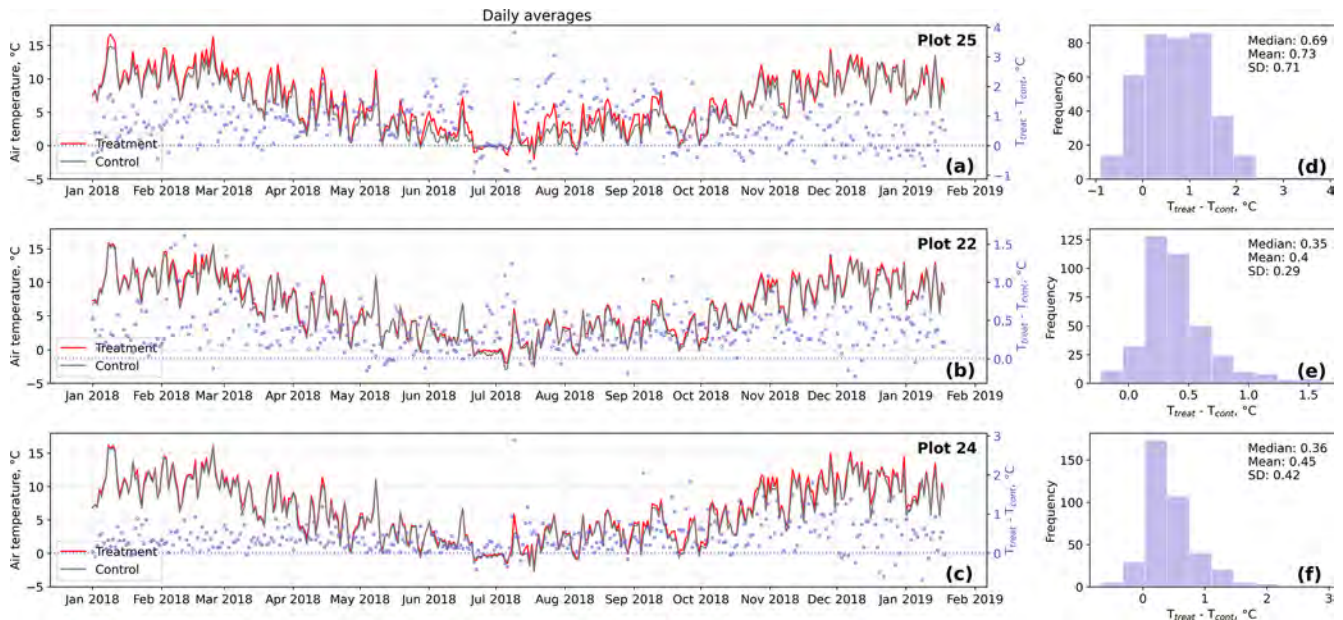 Daily averages
Air temperature, °C
15
10
5
0
−5
Plot 25
Treatment
Control
(a)
4
3
2
1
0
−1
T_treat - T_cont, °C
Jan 2018 Feb 2018 Mar 2018 Apr 2018 May 2018 Jun 2018 Jul 2018 Aug 2018 Sep 2018 Oct 2018 Nov 2018 Dec 2018 Jan 2019 Feb 2019
Frequency
80
60
40
20
0
Median: 0.69
Mean: 0.73
SD: 0.71
(d)
−1 0 1 2 3 4
T_treat - T_cont, °C
Air temperature, °C
15
10
5
0
−5
Plot 22
Treatment
Control
(b)
1.5
1.0
0.5
0.0
T_treat - T_cont, °C
Jan 2018 Feb 2018 Mar 2018 Apr 2018 May 2018 Jun 2018 Jul 2018 Aug 2018 Sep 2018 Oct 2018 Nov 2018 Dec 2018 Jan 2019 Feb 2019
Frequency
125
100
75
50
25
0
Median: 0.35
Mean: 0.4
SD: 0.29
(e)
0.0 0.5 1.0 1.5
T_treat - T_cont, °C
Air temperature, °C
15
10
5
0
−5
Plot 24
Treatment
Control
(c)
3
2
1
0
T_treat - T_cont, °C
Jan 2018 Feb 2018 Mar 2018 Apr 2018 May 2018 Jun 2018 Jul 2018 Aug 2018 Sep 2018 Oct 2018 Nov 2018 Dec 2018 Jan 2019 Feb 2019
Frequency
150
100
50
0
Median: 0.36
Mean: 0.45
SD: 0.42
(f)
0 1 2 3
T_treat - T_cont, °C